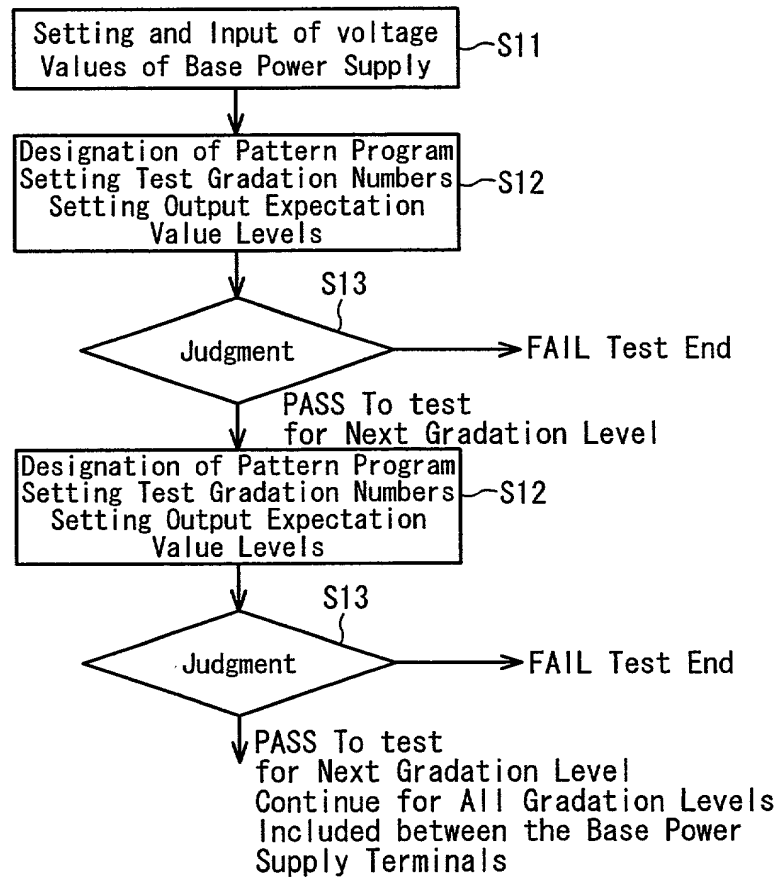 Setting and Input of voltage
Values of Base Power Supply
S11
Designation of Pattern Program
Setting Test Gradation Numbers
Setting Output Expectation
Value Levels
S12
S13
Judgment
FAIL Test End
PASS To test
for Next Gradation Level
Designation of Pattern Program
Setting Test Gradation Numbers
Setting Output Expectation
Value Levels
S12
S13
Judgment
FAIL Test End
PASS To test
for Next Gradation Level
Continue for All Gradation Levels
Included between the Base Power
Supply Terminals